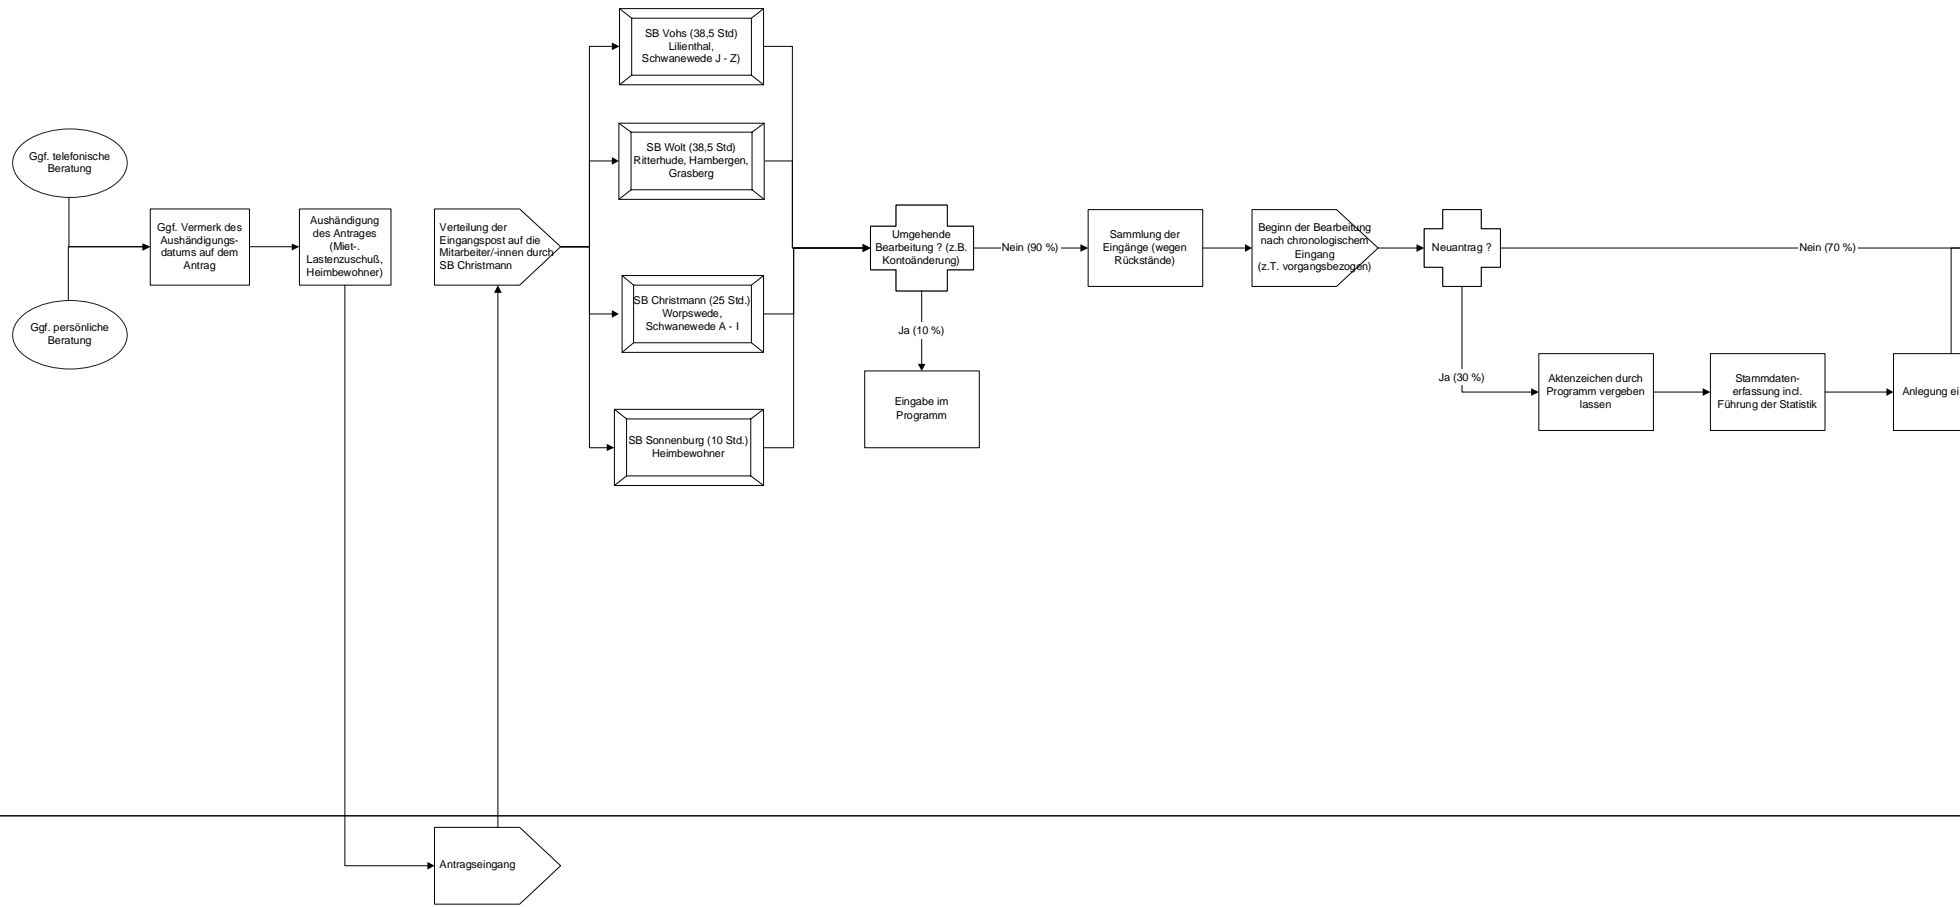 Ggf. telefonische
Beratung
Ggf. persönliche
Beratung
Ggf. Vermerk des
Aushändigungs-
datums auf dem
Antrag
Aushändigung
des Antrages
(Miet-.
Lastenzuschuß,
Heimbewohner)
Antragseingang
Verteilung der
Eingangspost auf die
Mitarbeiter/-innen durch
SB Christmann
SB Vohs (38,5 Std)
Lilienthal,
Schwanewede J - Z)
SB Wolt (38,5 Std)
Ritterhude, Hambergen,
Grasberg
SB Christmann (25 Std.)
Worpswede,
Schwanewede A - I
SB Sonnenburg (10 Std.)
Heimbewohner
Umgehende
Bearbeitung ? (z.B.
Kontoänderung)
Ja (10 %)
Eingabe im
Programm
Nein (90 %)
Sammlung der
Eingänge (wegen
Rückstände)
Beginn der Bearbeitung
nach chronologischem
Eingang
(z.T. vorgangsbezogen)
Neuantrag ?
Nein (70 %)
Ja (30 %)
Aktenzeichen durch
Programm vergeben
lassen
Stammdaten-
erfassung incl.
Führung der Statistik
Anlegung ei